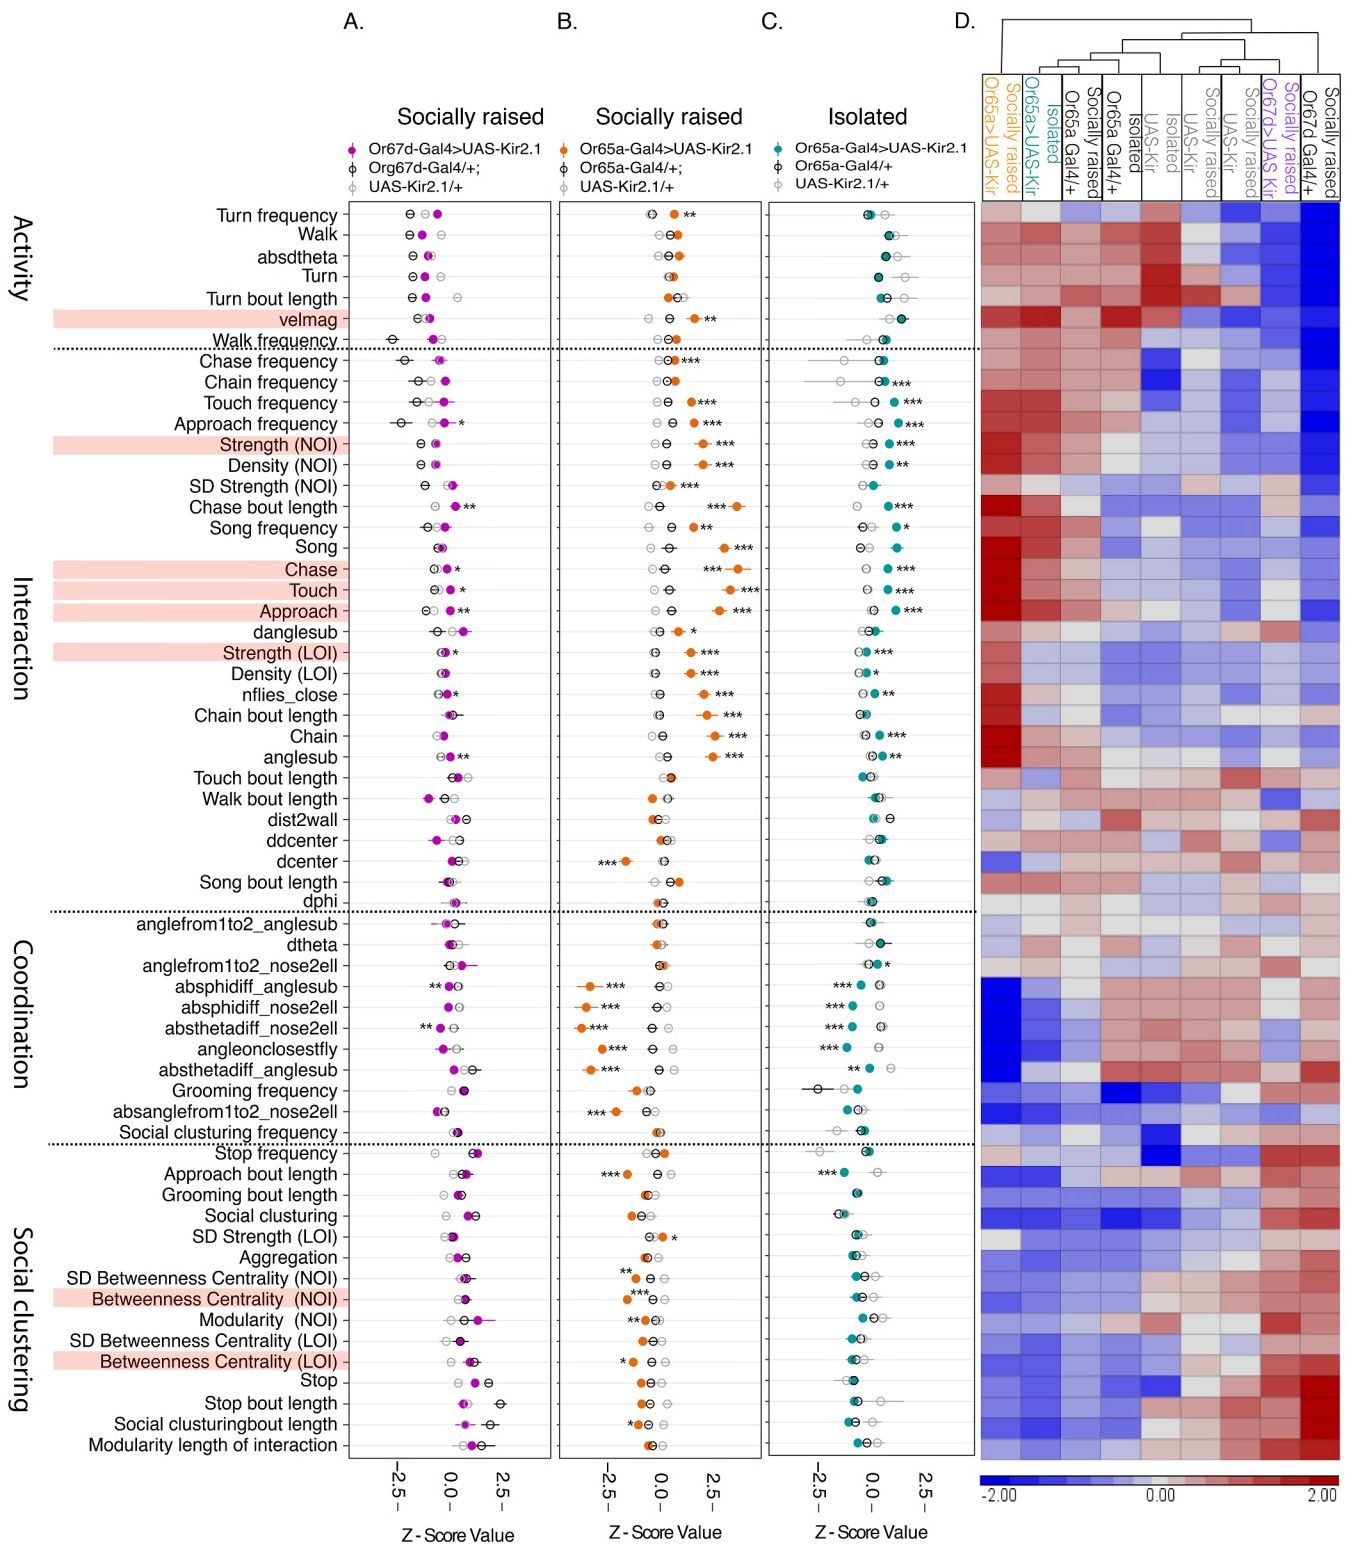 A.
B.
C.
D.
Socially raised
Or67d-Gal4>UAS-Kir2.1
Org67d-Gal4/+;
UAS-Kir2.1/+
Socially raised
Or65a-Gal4>UAS-Kir2.1
Or65a-Gal4/+;
UAS-Kir2.1/+
Isolated
Or65a-Gal4>UAS-Kir2.1
Or65a-Gal4/+
UAS-Kir2.1/+
Socially raised
Or65a>UAS-Kir
Isolated
Or65a>UAS-Kir
Socially raised
Or65a Gal4/+
Isolated
Or65a Gal4/+
Isolated
UAS-Kir
Socially raised
UAS-Kir
Socially raised
UAS-Kir
Socially raised
Or67d>UAS Kir
Socially raised
Or67d Gal4/+
Activity
Turn frequency
**
Walk
absdtheta
Turn
Turn bout length
velmag
**
Walk frequency
Interaction
Chase frequency
***
Chain frequency
***
Touch frequency
*** ***
Approach frequency
* *** ***
Strength (NOI)
*** ***
Density (NOI)
*** **
SD Strength (NOI)
***
Chase bout length
** *** ***
Song frequency
** *
Song
***
Chase
* *** ***
Touch
* *** ***
Approach
** *** ***
danglesub
*
Strength (LOI)
* *** ***
Density (LOI)
*** *
nflies_close
* *** **
Chain bout length
***
Chain
*** ***
anglesub
** *** **
Touch bout length
Walk bout length
dist2wall
ddcenter
dcenter
***
Song bout length
dphi
Coordination
anglefrom1to2_anglesub
dtheta
anglefrom1to2_nose2ell
*
absphidiff_anglesub
** *** ***
absphidiff_nose2ell
*** ***
absthetadiff_nose2ell
** *** ***
angleonclosestfly
*** ***
absthetadiff_anglesub
*** **
Grooming frequency
absanglefrom1to2_nose2ell
***
Social clusturing frequency
Social clustering
Stop frequency
Approach bout length
*** ***
Grooming bout length
Social clusturing
SD Strength (LOI)
*
Aggregation
SD Betweenness Centrality (NOI)
**
Betweenness Centrality (NOI)
***
Modularity (NOI)
**
SD Betweenness Centrality (LOI)
Betweenness Centrality (LOI)
*
Stop
Stop bout length
Social clusturingbout length
*
Modularity length of interaction
-2.5 0.0 2.5
Z - Score Value
-2.5 0.0 2.5
Z - Score Value
-2.5 0.0 2.5
Z - Score Value
-2.00 0.00 2.00